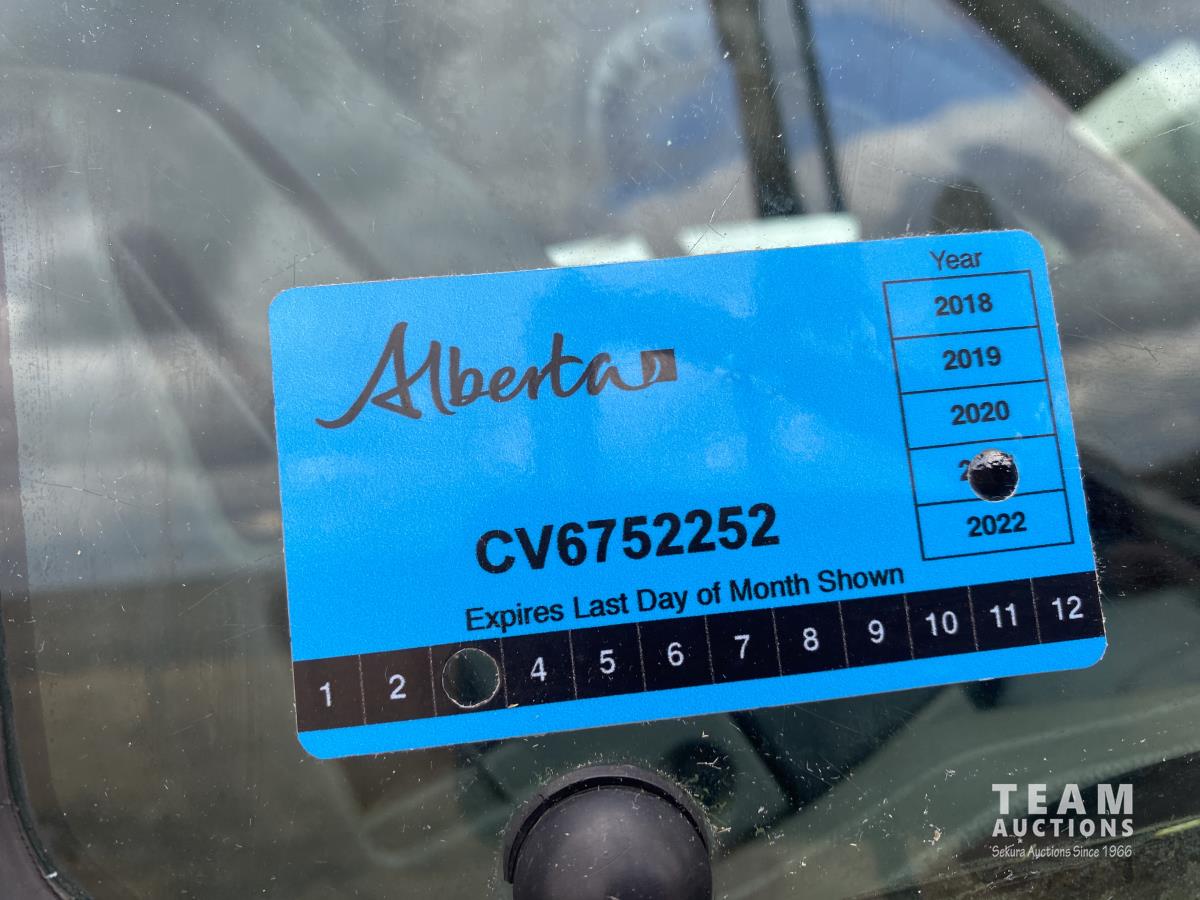 Alberta
Year
2018
2019
2020
2022
CV6752252
Expires Last Day of Month Shown
1 2 4 5 6 7 8 9 10 11 12
TEAM
AUCTIONS
Sekura Auctions Since 1966